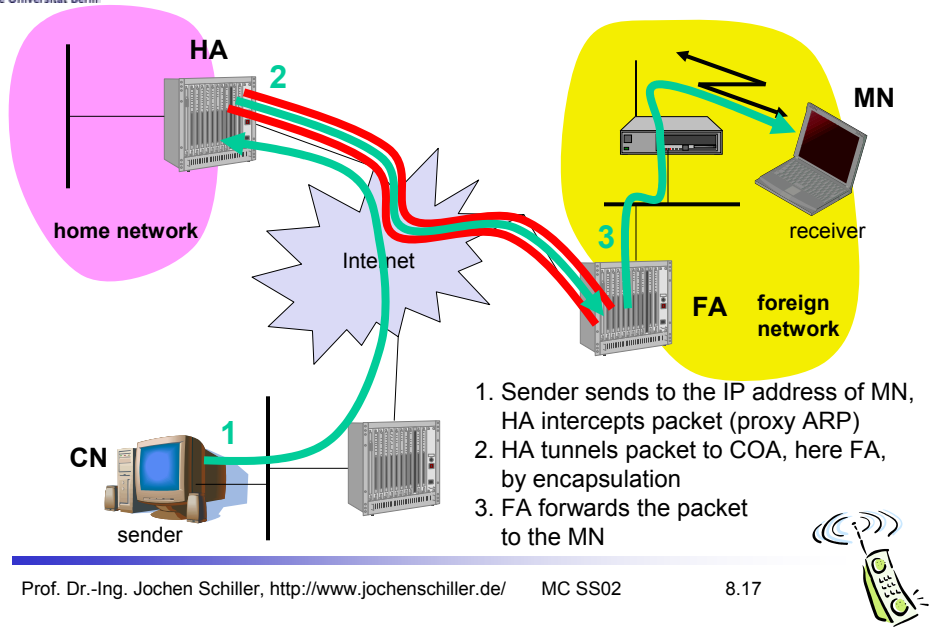 HA
2
MN
home network
Internet
3
receiver
FA
foreign
network
1
CN
sender
1. Sender sends to the IP address of MN,
HA intercepts packet (proxy ARP)
2. HA tunnels packet to COA, here FA,
by encapsulation
3. FA forwards the packet
to the MN
Prof. Dr.-Ing. Jochen Schiller, http://www.jochenschiller.de/ MC SS02 8.17